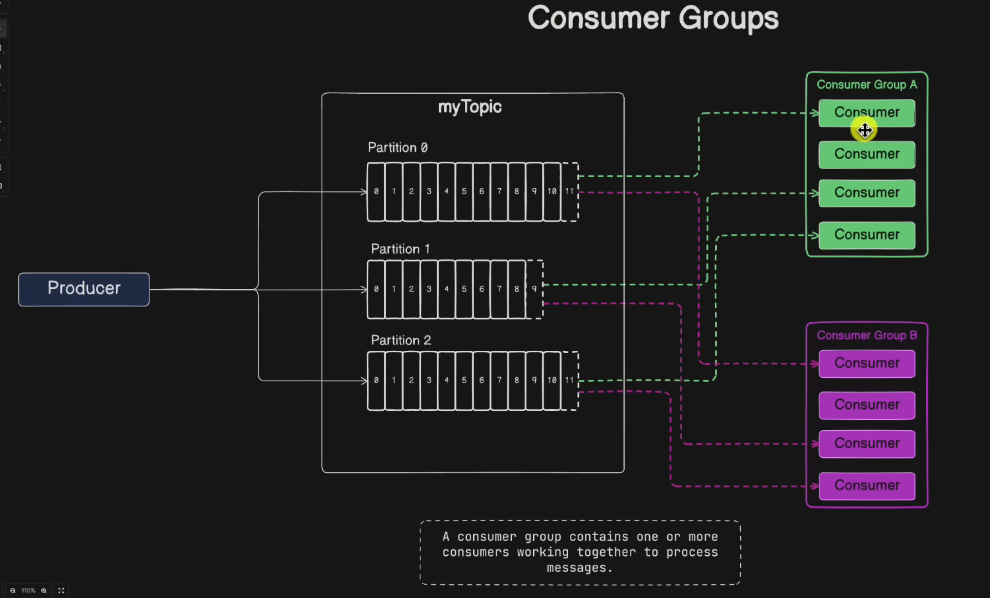 Consumer Groups
myTopic
Producer
Partition 0
0 1 2 3 4 5 6 7 8 9 10 11
Partition 1
0 1 2 3 4 5 6 7 8 9
Partition 2
0 1 2 3 4 5 6 7 8 9 10 11
Consumer Group A
Consumer
Consumer
Consumer
Consumer
Consumer Group B
Consumer
Consumer
Consumer
Consumer
A consumer group contains one or more
consumers working together to process
messages.
110%